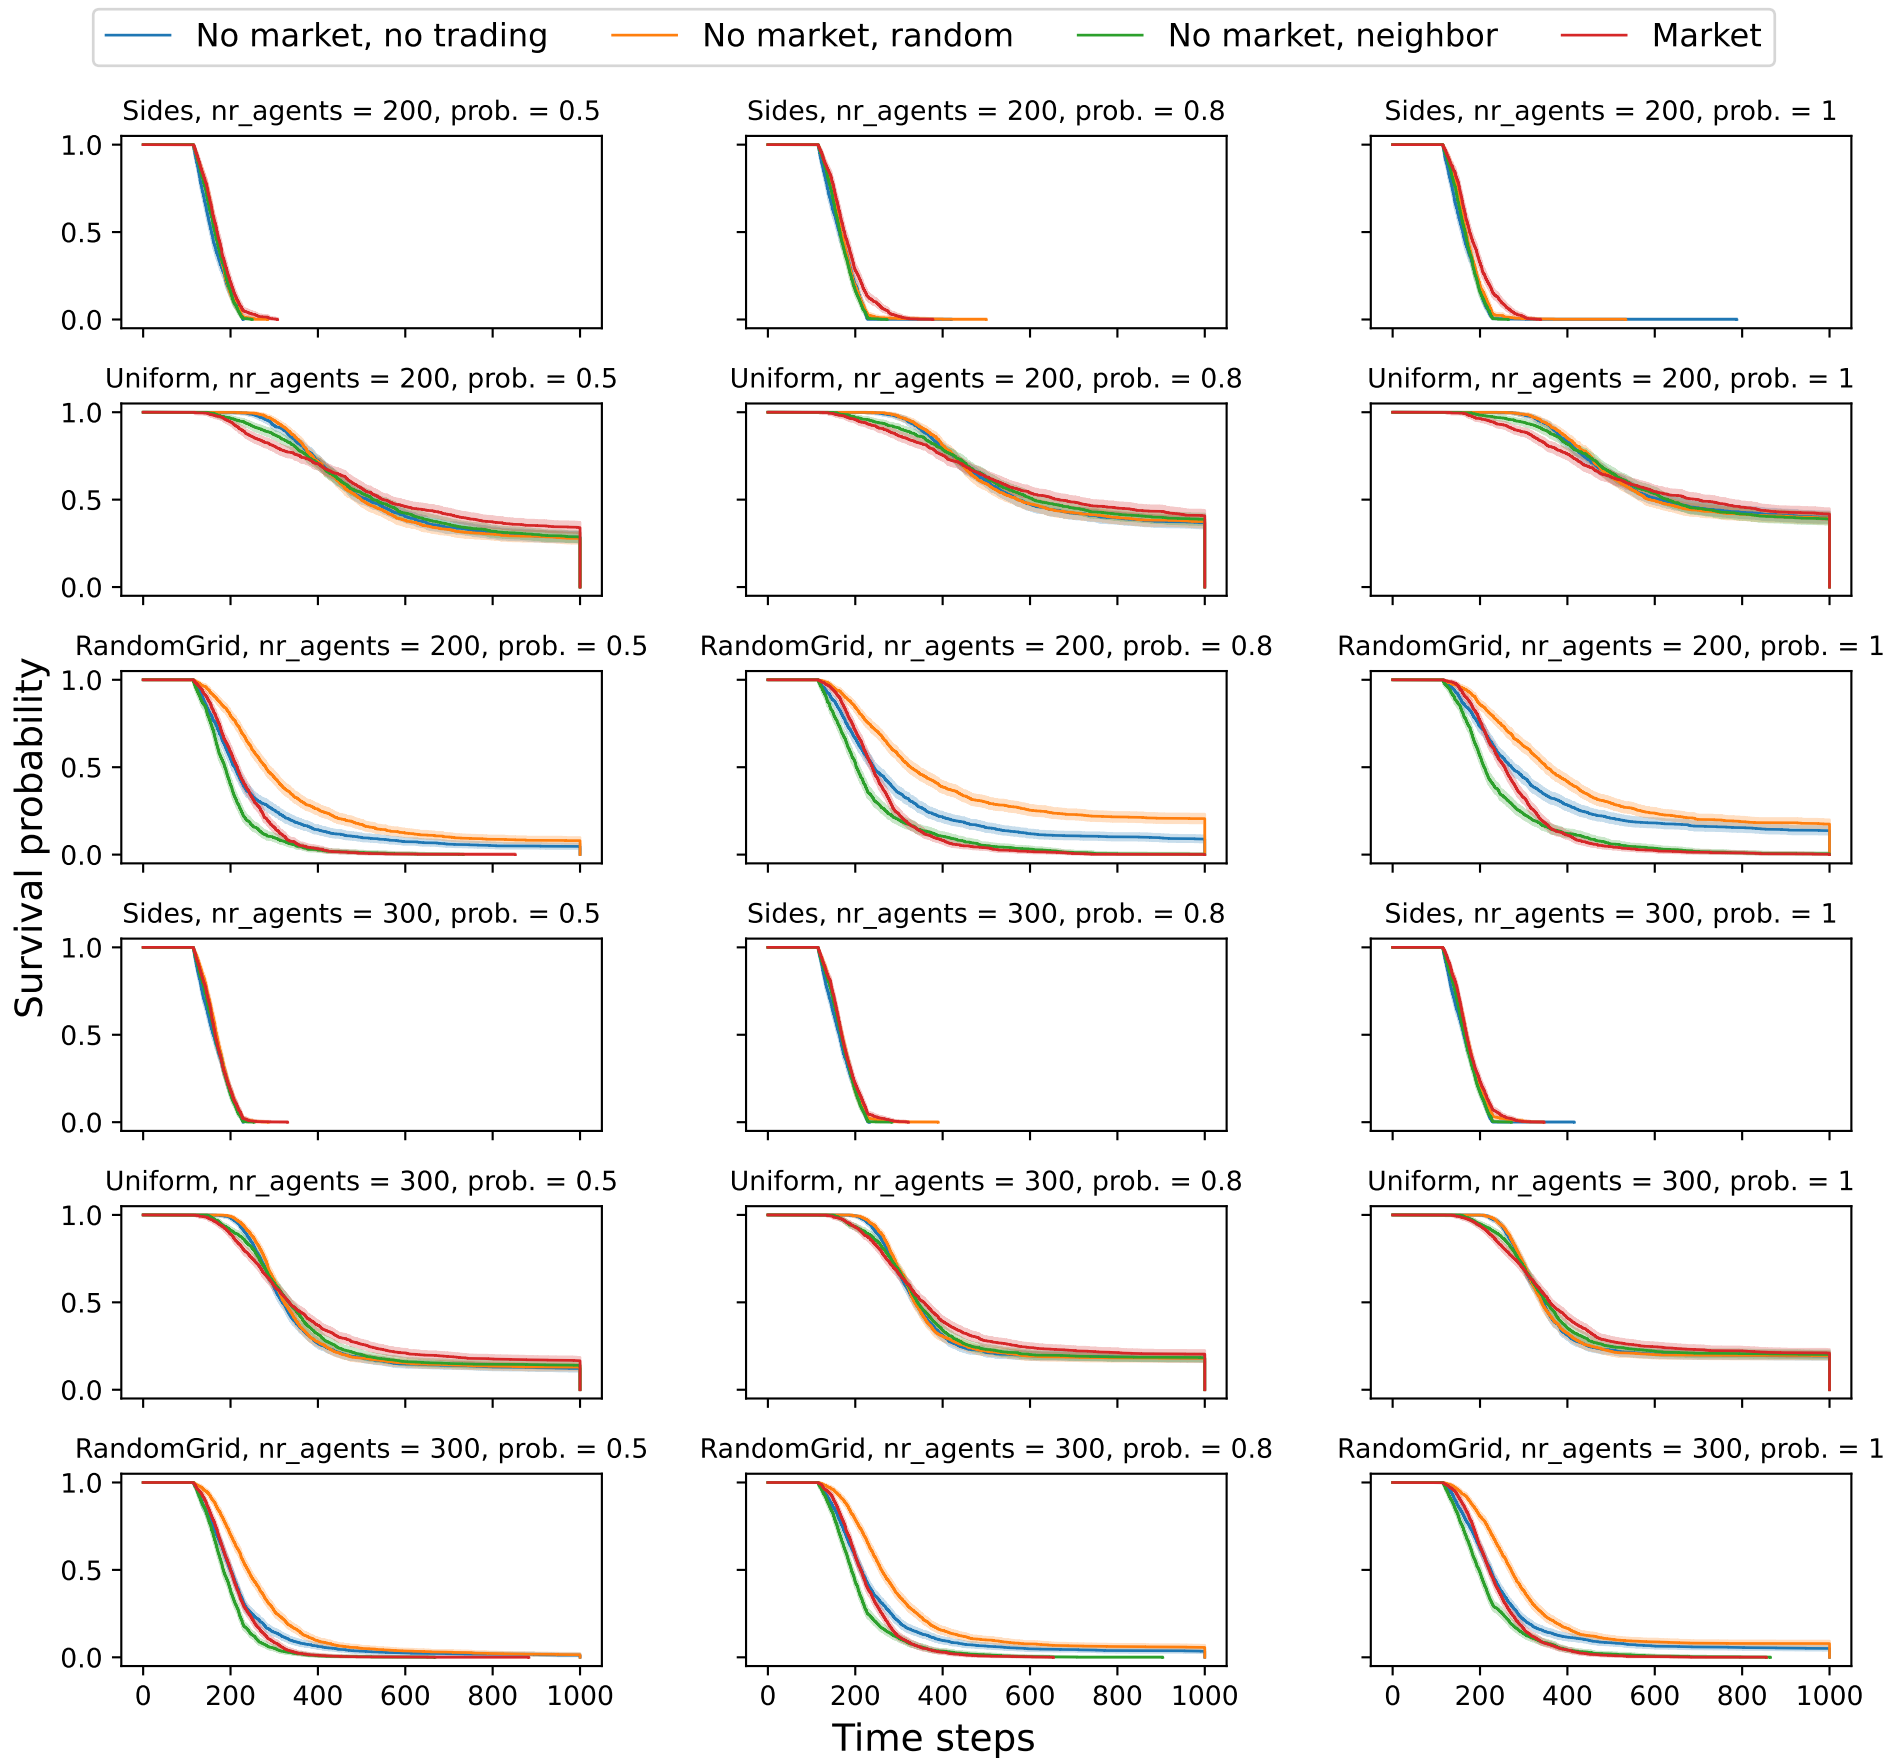 No market, no trading No market, random No market, neighbor Market
Sides, nr_agents = 200, prob. = 0.5 Sides, nr_agents = 200, prob. = 0.8 Sides, nr_agents = 200, prob. = 1
1.0
0.5
0.0
Uniform, nr_agents = 200, prob. = 0.5 Uniform, nr_agents = 200, prob. = 0.8 Uniform, nr_agents = 200, prob. = 1
1.0
0.5
0.0
RandomGrid, nr_agents = 200, prob. = 0.5 RandomGrid, nr_agents = 200, prob. = 0.8 RandomGrid, nr_agents = 200, prob. = 1
1.0
0.5
0.0
Survival probability
Sides, nr_agents = 300, prob. = 0.5 Sides, nr_agents = 300, prob. = 0.8 Sides, nr_agents = 300, prob. = 1
1.0
0.5
0.0
Uniform, nr_agents = 300, prob. = 0.5 Uniform, nr_agents = 300, prob. = 0.8 Uniform, nr_agents = 300, prob. = 1
1.0
0.5
0.0
RandomGrid, nr_agents = 300, prob. = 0.5 RandomGrid, nr_agents = 300, prob. = 0.8 RandomGrid, nr_agents = 300, prob. = 1
1.0
0.5
0.0
0 200 400 600 800 1000 0 200 400 600 800 1000 0 200 400 600 800 1000
Time steps